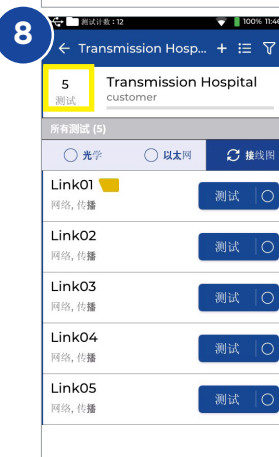 8
测试计数 : 12 100% 11:46
Transmission Hosp...
5 Transmission Hospital
测试 customer
所有测试 (5)
光学 以太网 接线图
Link01
网络, 传播 测试
Link02
网络, 传播 测试
Link03
网络, 传播 测试
Link04
网络, 传播 测试
Link05
网络, 传播 测试